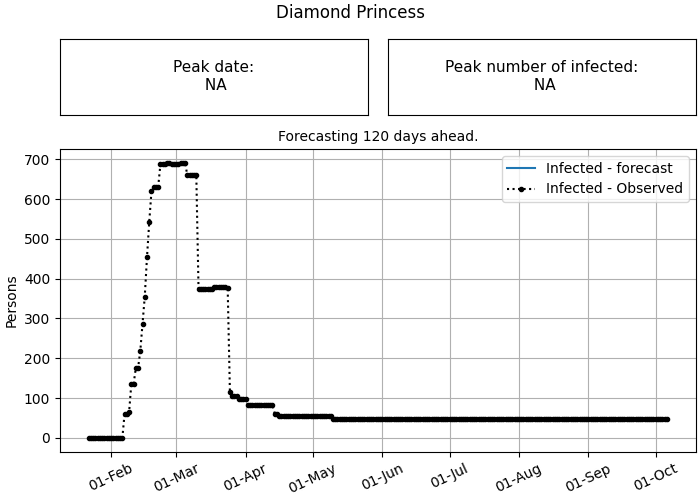 Diamond Princess
Peak date:
NA
Peak number of infected:
NA
Forecasting 120 days ahead.
Infected - forecast
Infected - Observed
Persons
700
600
500
400
300
200
100
0
01-Feb
01-Mar
01-Apr
01-May
01-Jun
01-Jul
01-Aug
01-Sep
01-Oct